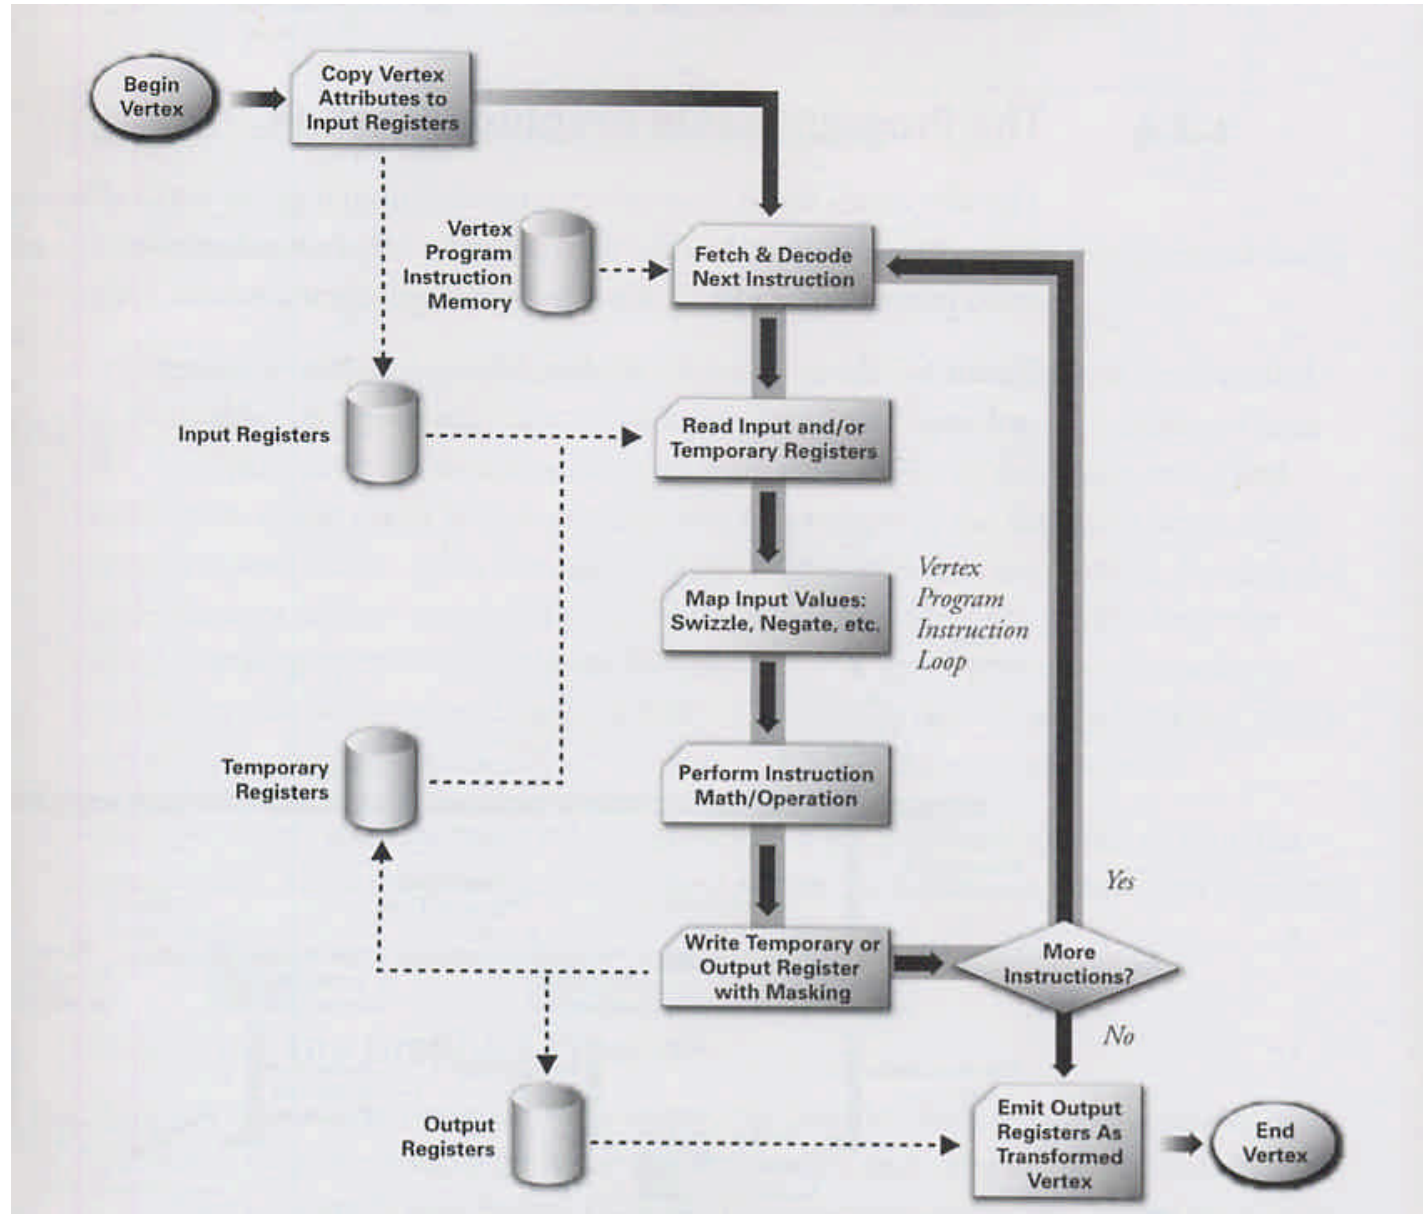 Begin
Vertex
Copy Vertex
Attributes to
Input Registers
Vertex
Program
Instruction
Memory
Fetch & Decode
Next Instruction
Input Registers
Read Input and/or
Temporary Registers
Map Input Values:
Swizzle, Negate, etc.
Vertex
Program
Instruction
Loop
Temporary
Registers
Perform Instruction
Math/Operation
Yes
Write Temporary or
Output Register
with Masking
More
Instructions?
No
Output
Registers
Emit Output
Registers As
Transformed
Vertex
End
Vertex